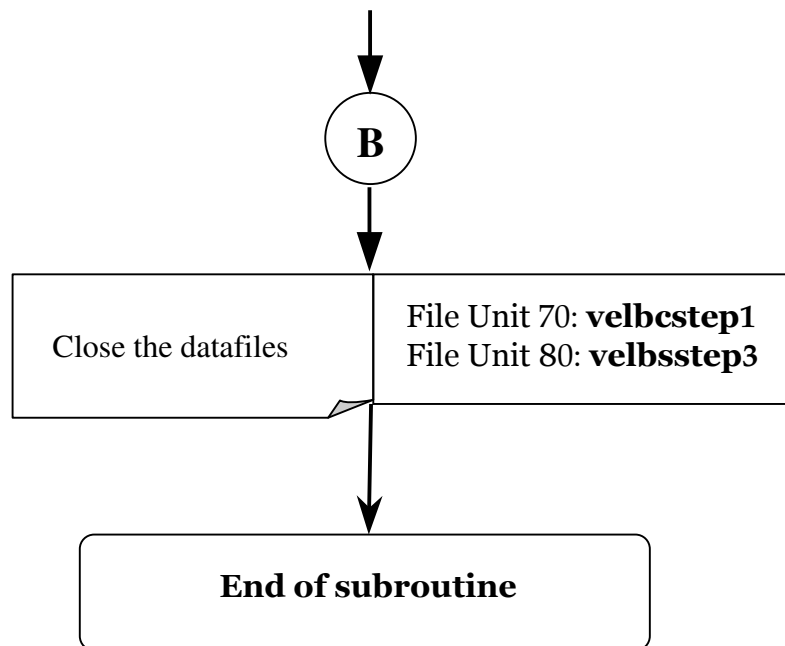 B
Close the datafiles
File Unit 70: velbcstep1
File Unit 80: velbsstep3
End of subroutine